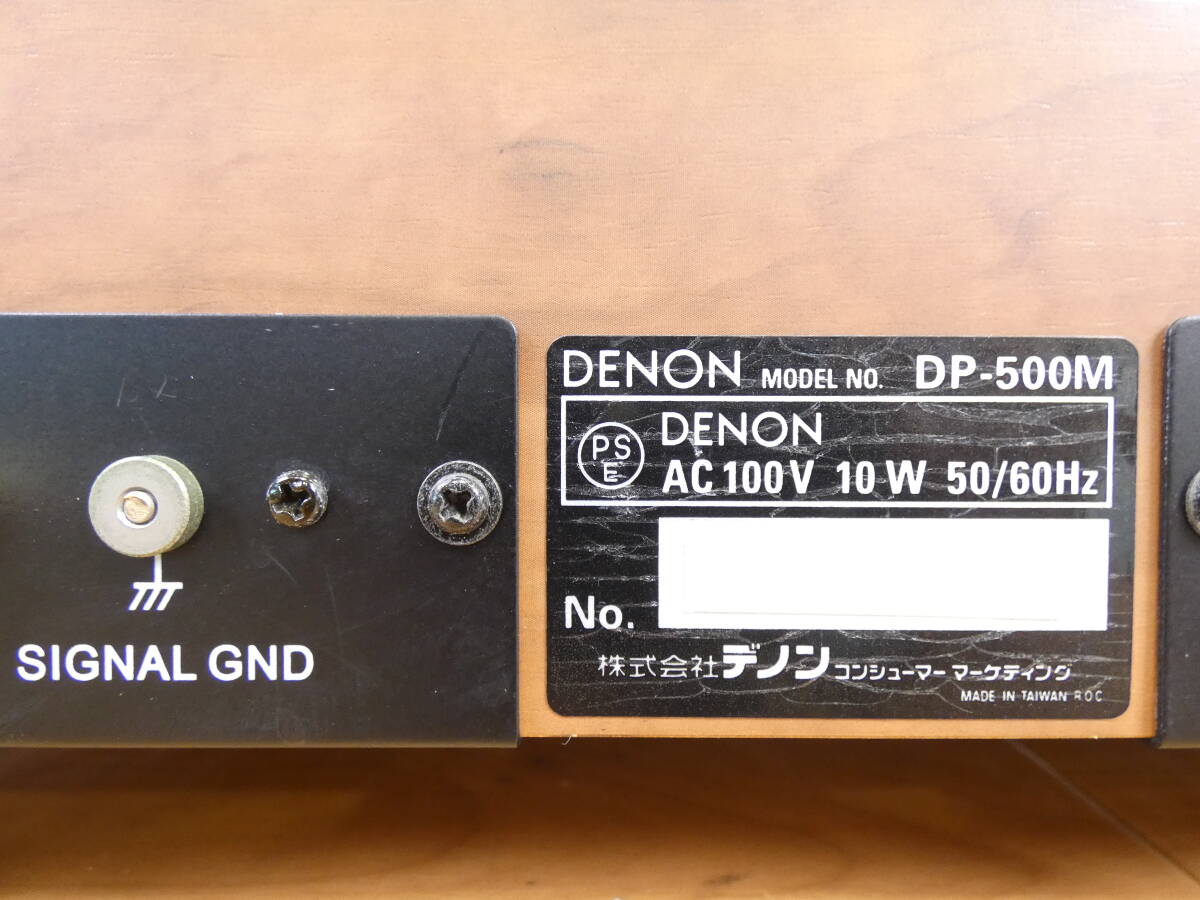 SIGNAL GND
DENON MODEL NO. DP-500M
PS
E
DENON
AC 100V 10W 50/60Hz
No.
株式会社デノン コンシューマー マーケティング
MADE IN TAIWAN R.O.C